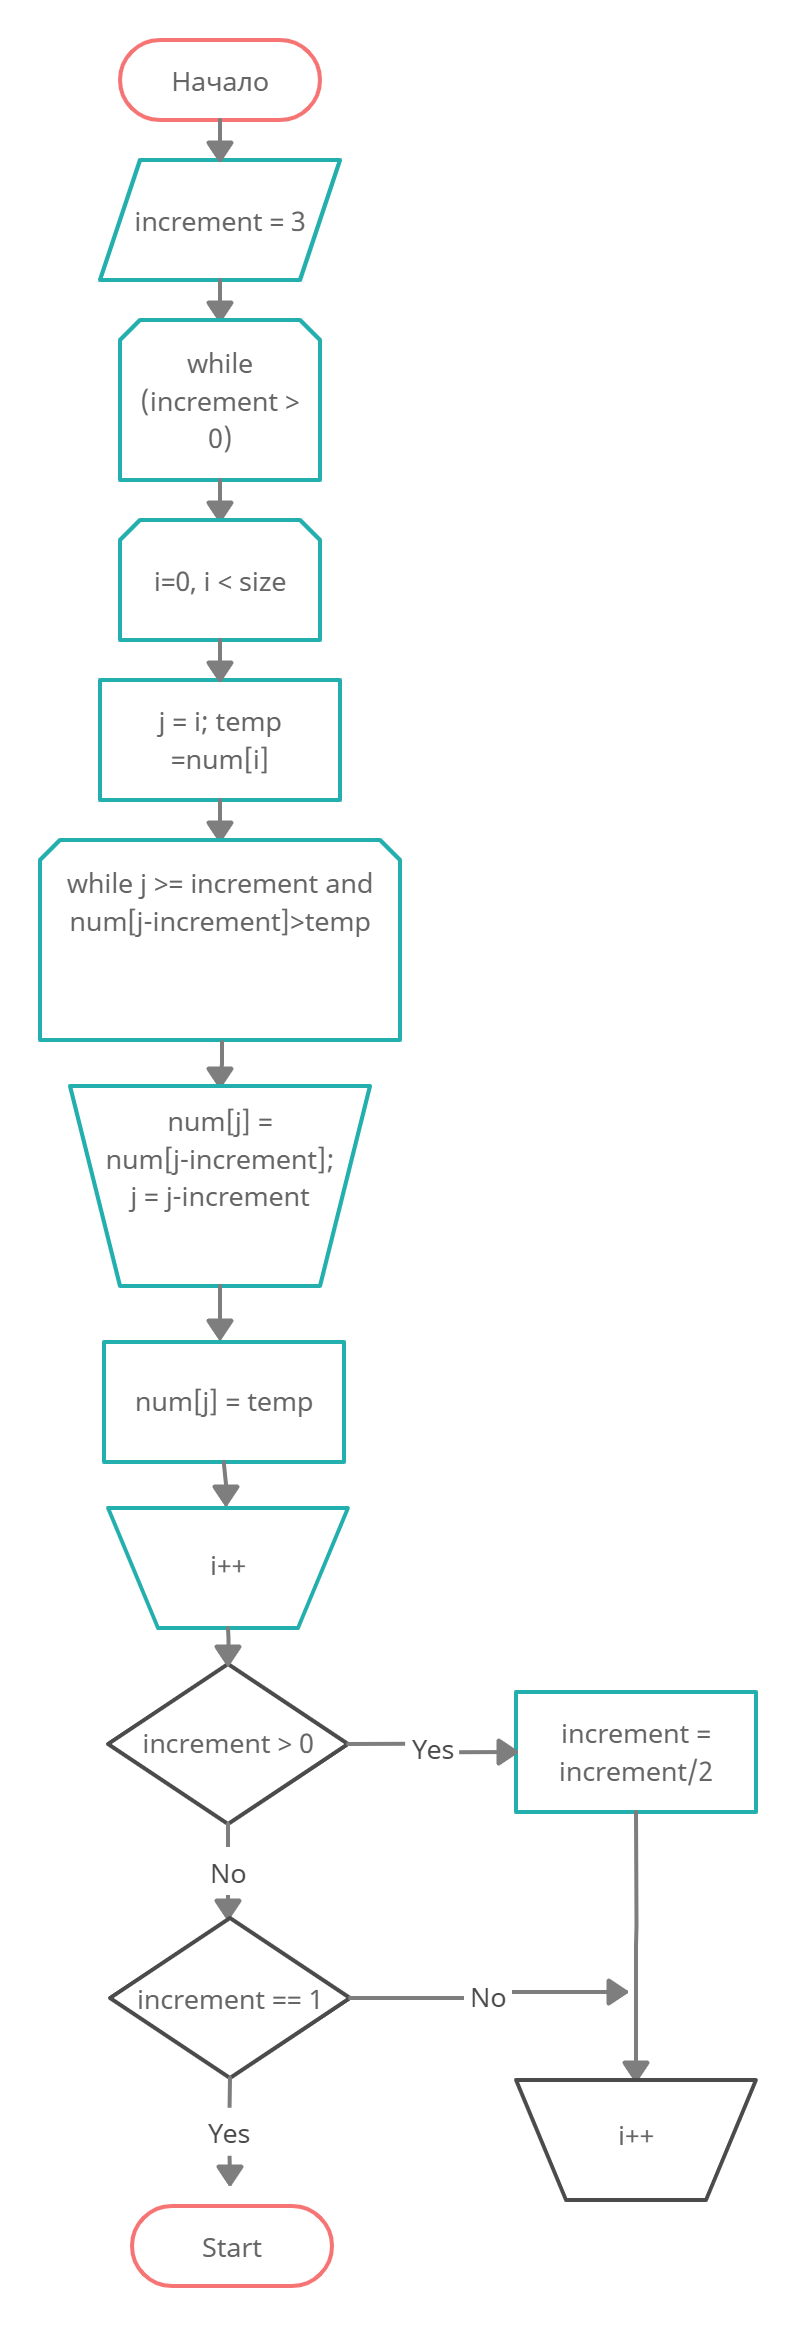 Начало
increment = 3
while
(increment >
0)
i=0, i < size
j = i; temp
=num[i]
while j >= increment and
num[j-increment]>temp
num[j] =
num[j-increment];
j = j-increment
num[j] = temp
i++
increment > 0
Yes
increment =
increment/2
No
increment == 1
No
i++
Yes
Start